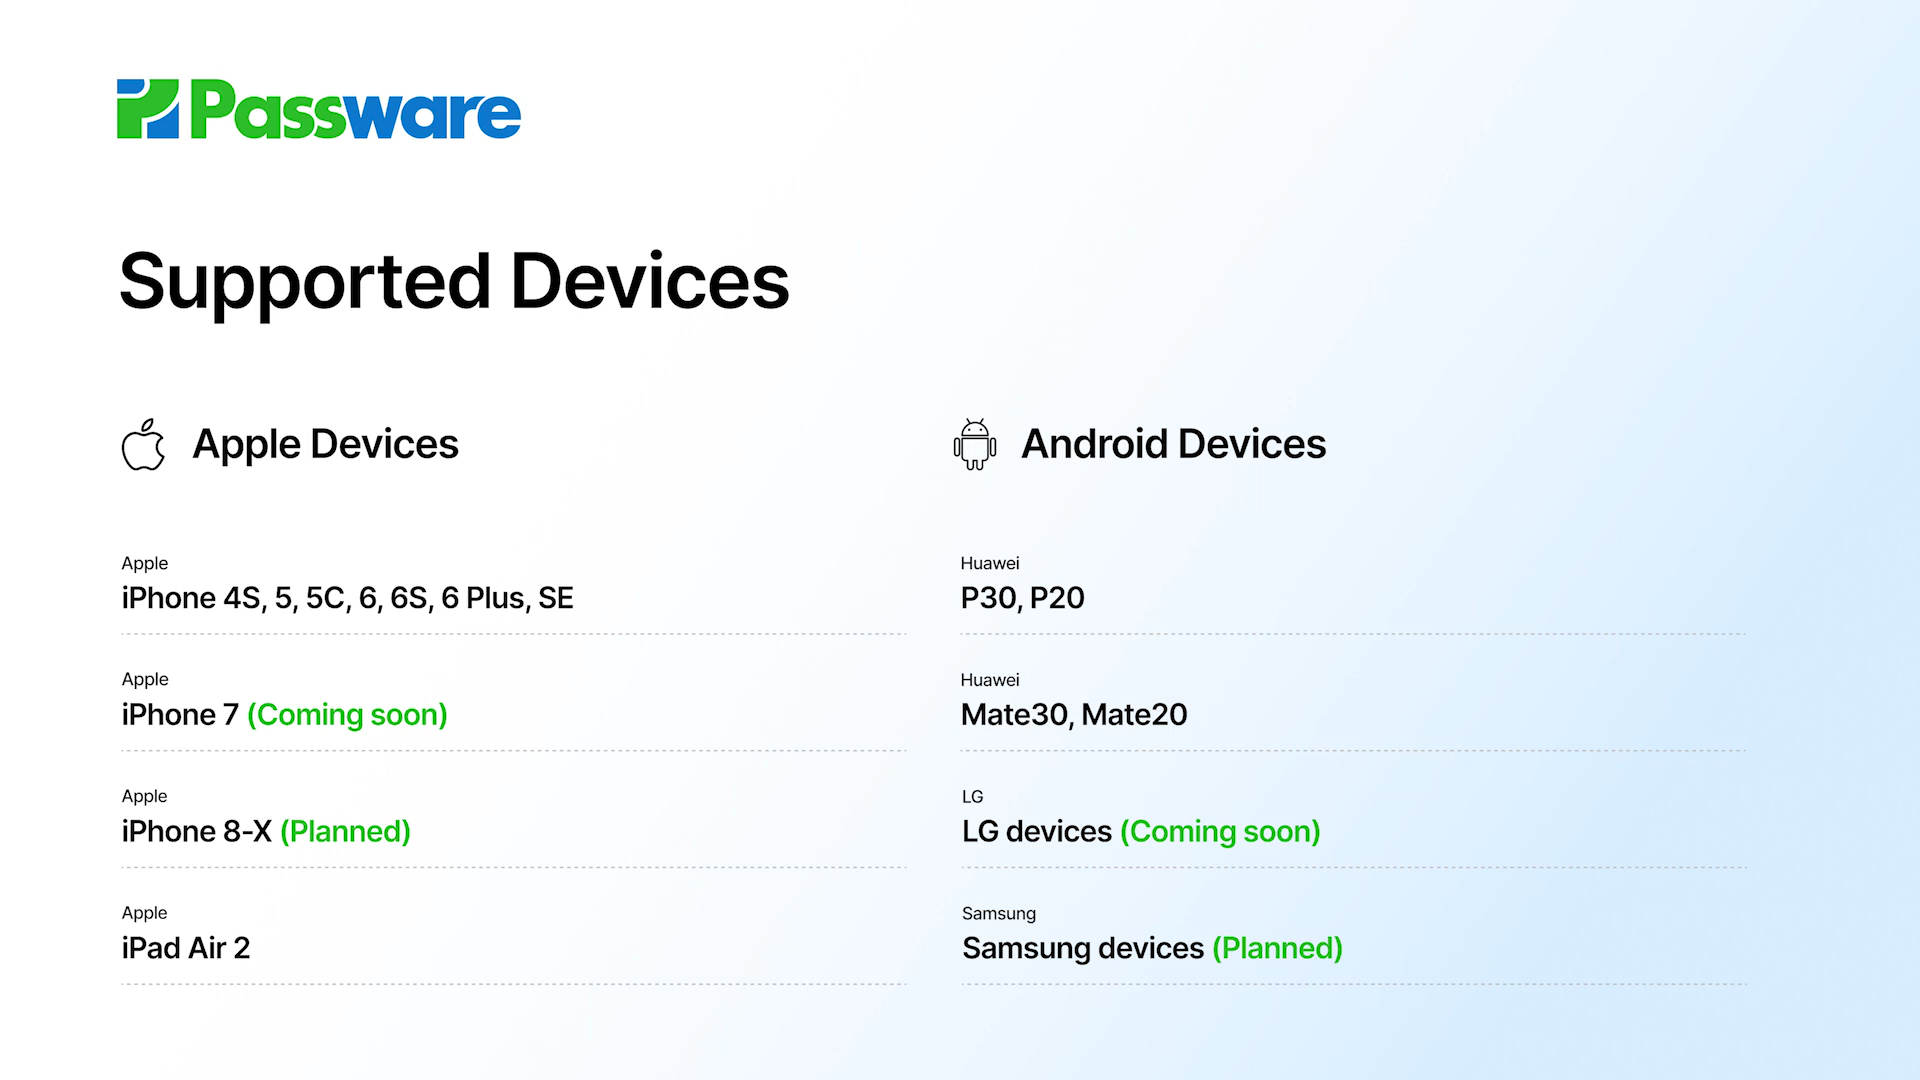 Passware
Supported Devices
Apple Devices
Apple
iPhone 4S, 5, 5C, 6, 6S, 6 Plus, SE
Apple
iPhone 7 (Coming soon)
Apple
iPhone 8-X (Planned)
Apple
iPad Air 2
Android Devices
Huawei
P30, P20
Huawei
Mate30, Mate20
LG
LG devices (Coming soon)
Samsung
Samsung devices (Planned)